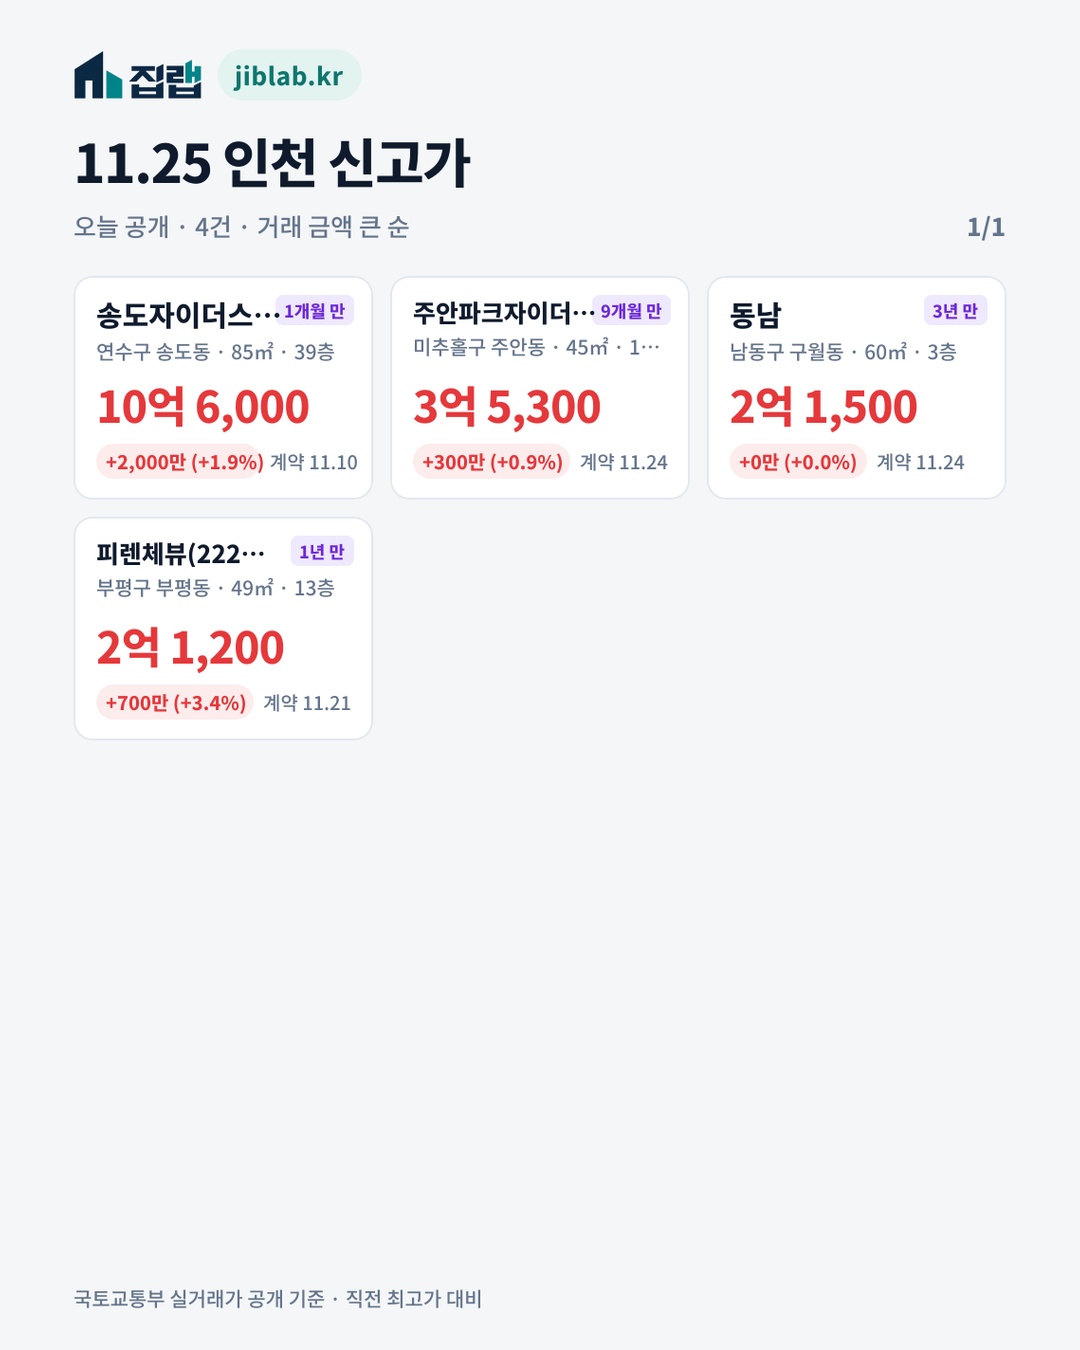 집랩 jiblab.kr
11.25 인천 신고가
오늘 공개 · 4건 · 거래 금액 큰 순 1/1
송도자이더스… 1개월 만
연수구 송도동 · 85㎡ · 39층
10억 6,000
+2,000만 (+1.9%) 계약 11.10
주안파크자이더… 9개월 만
미추홀구 주안동 · 45㎡ · 1…
3억 5,300
+300만 (+0.9%) 계약 11.24
동남 3년 만
남동구 구월동 · 60㎡ · 3층
2억 1,500
+0만 (+0.0%) 계약 11.24
피렌체뷰(222… 1년 만
부평구 부평동 · 49㎡ · 13층
2억 1,200
+700만 (+3.4%) 계약 11.21
국토교통부 실거래가 공개 기준 · 직전 최고가 대비